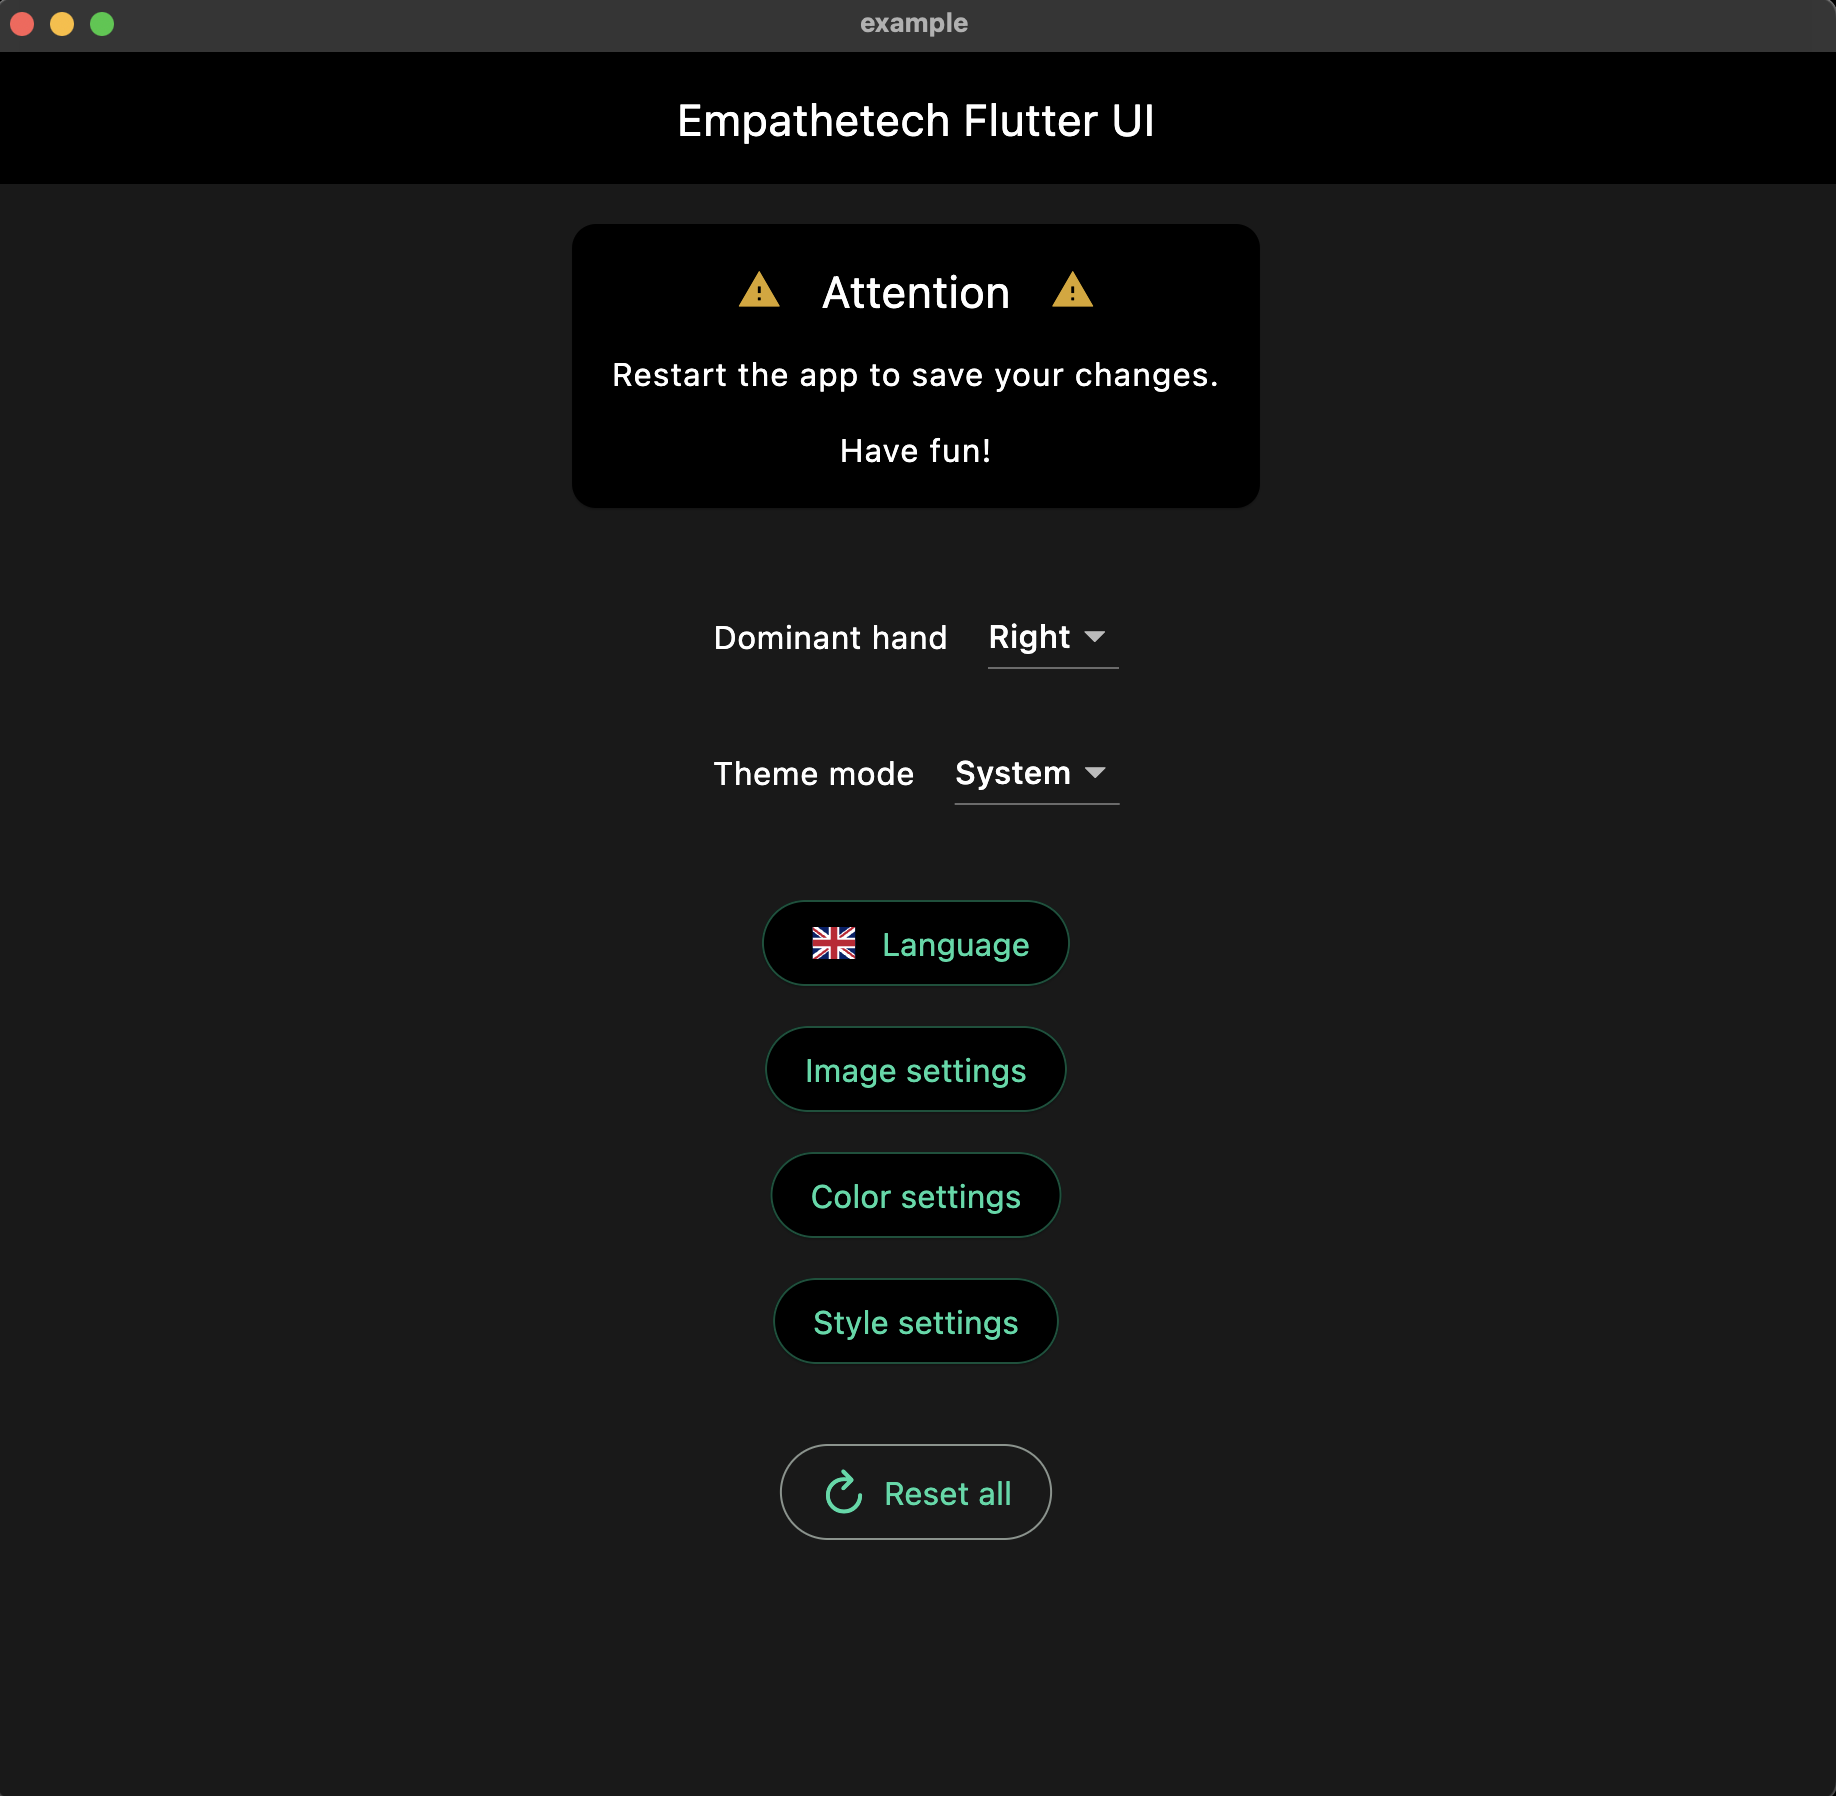 example
Empathetech Flutter UI
Attention
Restart the app to save your changes.
Have fun!
Dominant hand Right
Theme mode System
Language
Image settings
Color settings
Style settings
Reset all